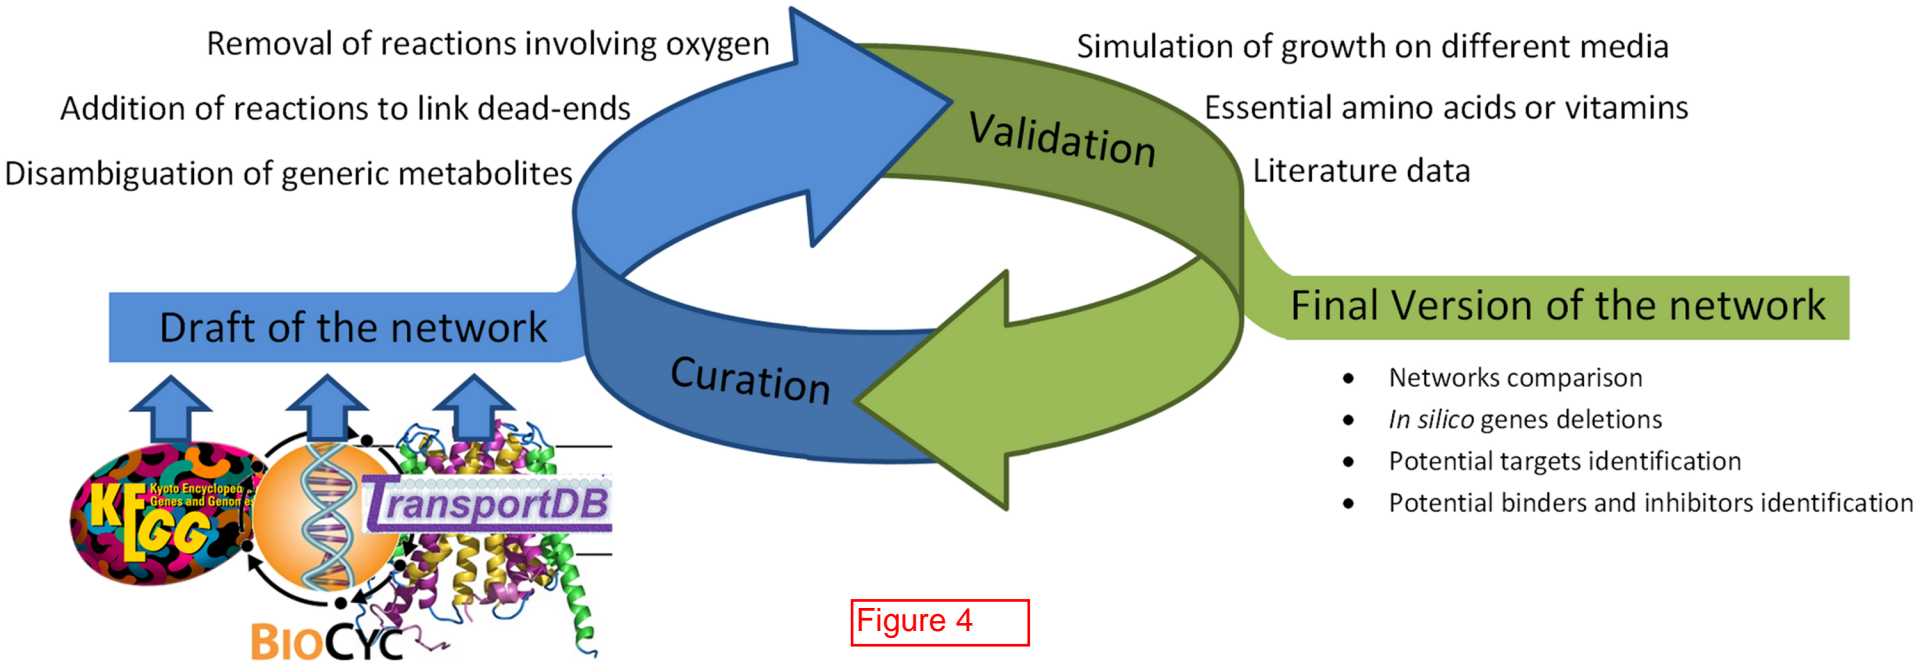 Removal of reactions involving oxygen
Addition of reactions to link dead-ends
Disambiguation of generic metabolites
Simulation of growth on different media
Essential amino acids or vitamins
Literature data
Validation
Curation
Draft of the network
Final Version of the network
• Networks comparison
• In silico genes deletions
• Potential targets identification
• Potential binders and inhibitors identification
KEGG
Kyoto Encyclopeo
Genes and Genomes
TransportDB
BIOCYC
Figure 4